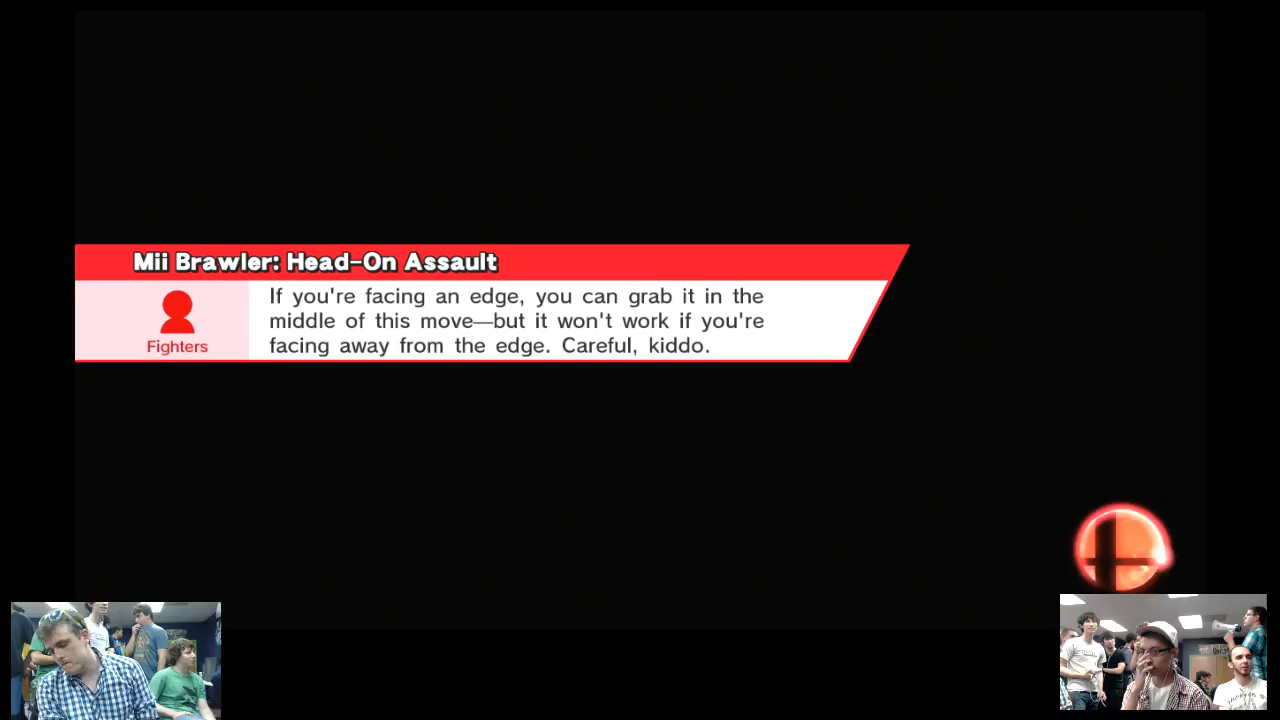 Mii Brawler: Head-On Assault
If you're facing an edge, you can grab it in the
middle of this move—but it won't work if you're
facing away from the edge. Careful, kiddo.
Fighters